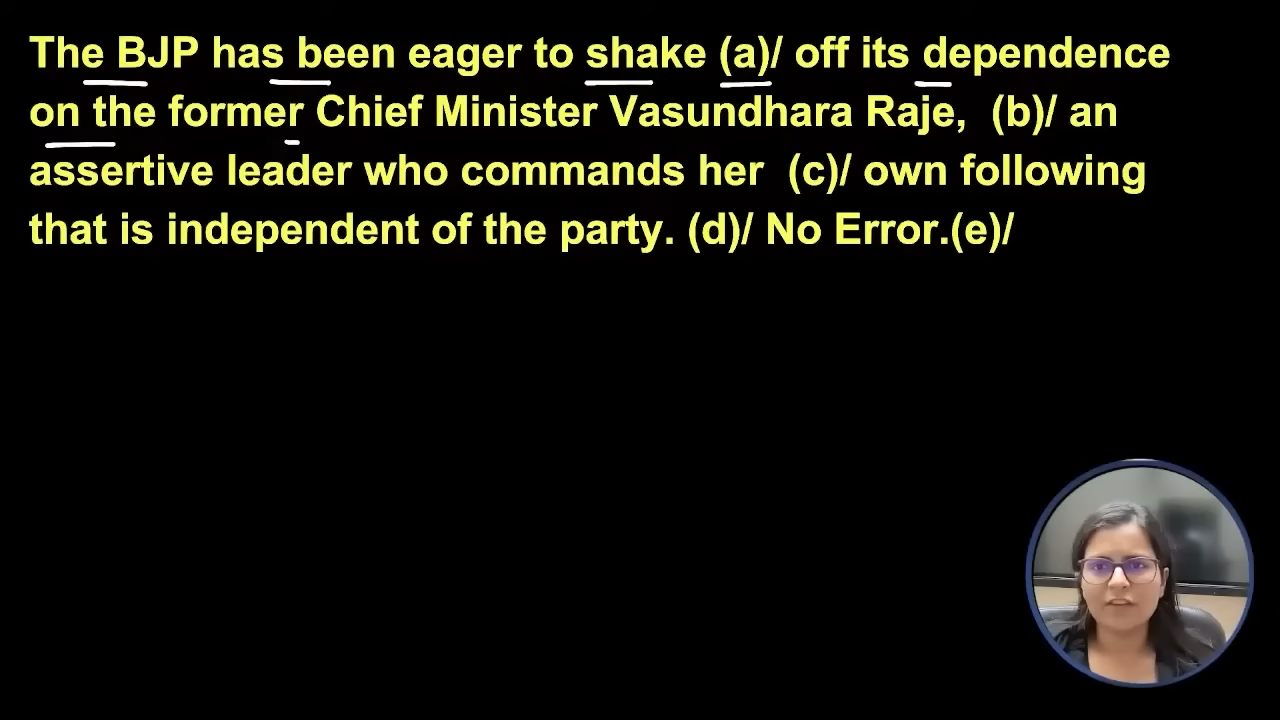 The BJP has been eager to shake (a)/ off its dependence
on the former Chief Minister Vasundhara Raje, (b)/ an
assertive leader who commands her (c)/ own following
that is independent of the party. (d)/ No Error.(e)/